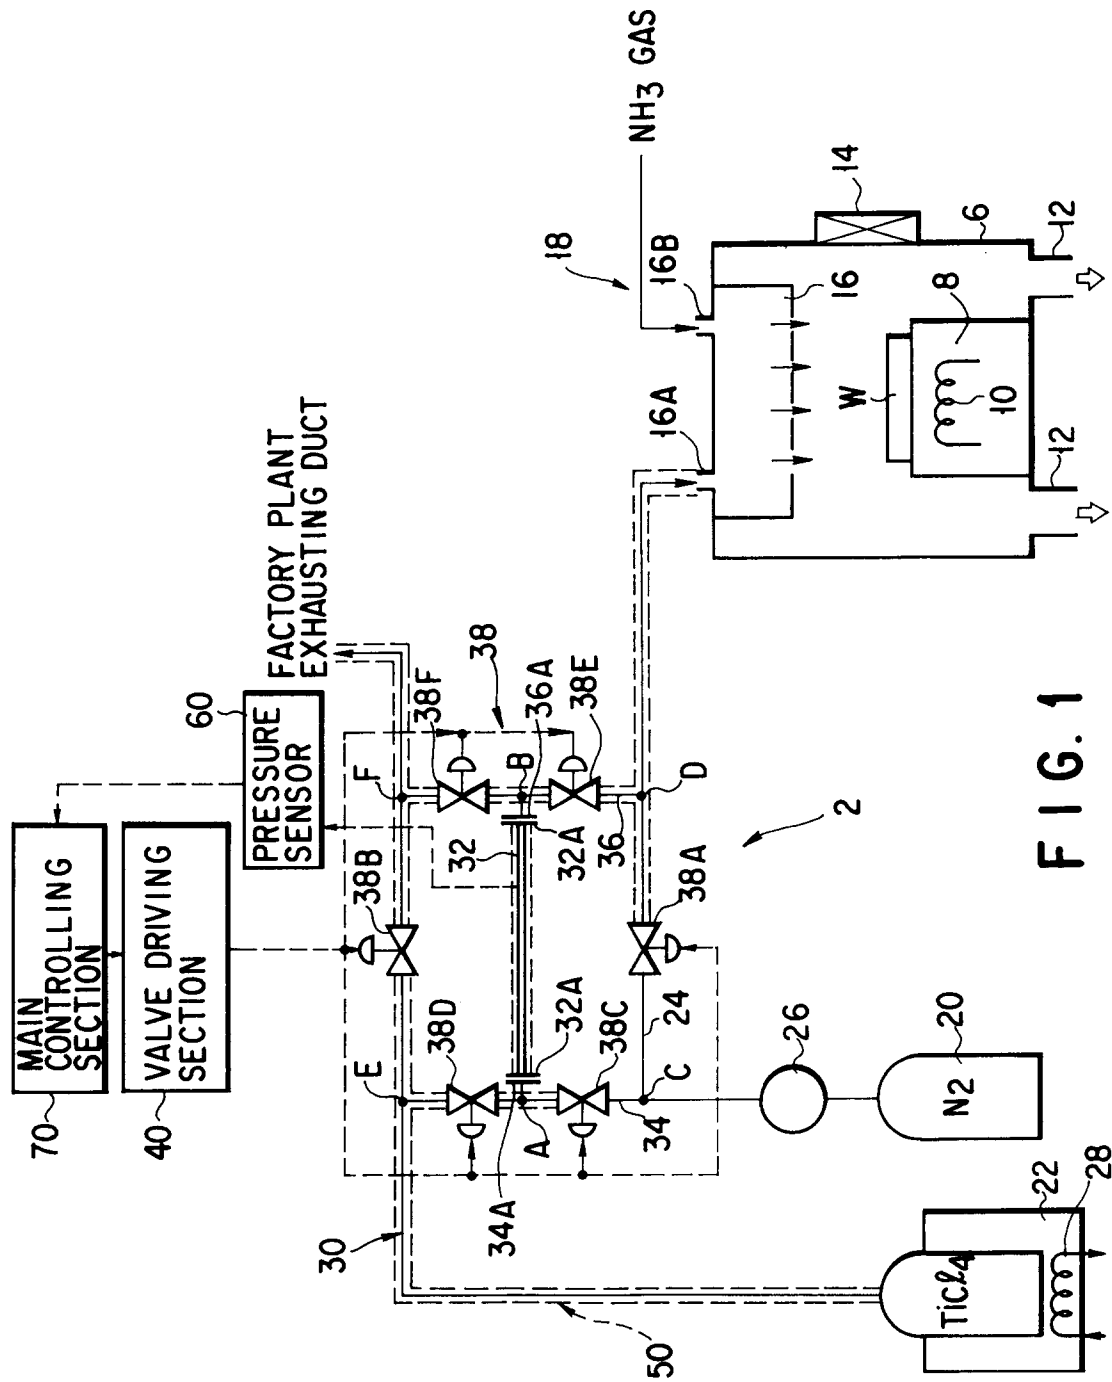 70
MAIN
CONTROLLING
SECTION
40
VALVE DRIVING
SECTION
60
PRESSURE
SENSOR
FACTORY PLANT
EXHAUSTING DUCT
30
E
38B
F
38F
38
38D
34A
A
32A
32
32A
B
36A
38E
38C
36
D
34
C
24
38A
2
50
TiCl4
22
28
N2
20
26
18
NH3 GAS
16A
16B
16
14
6
W
8
10
12
12
FIG. 1